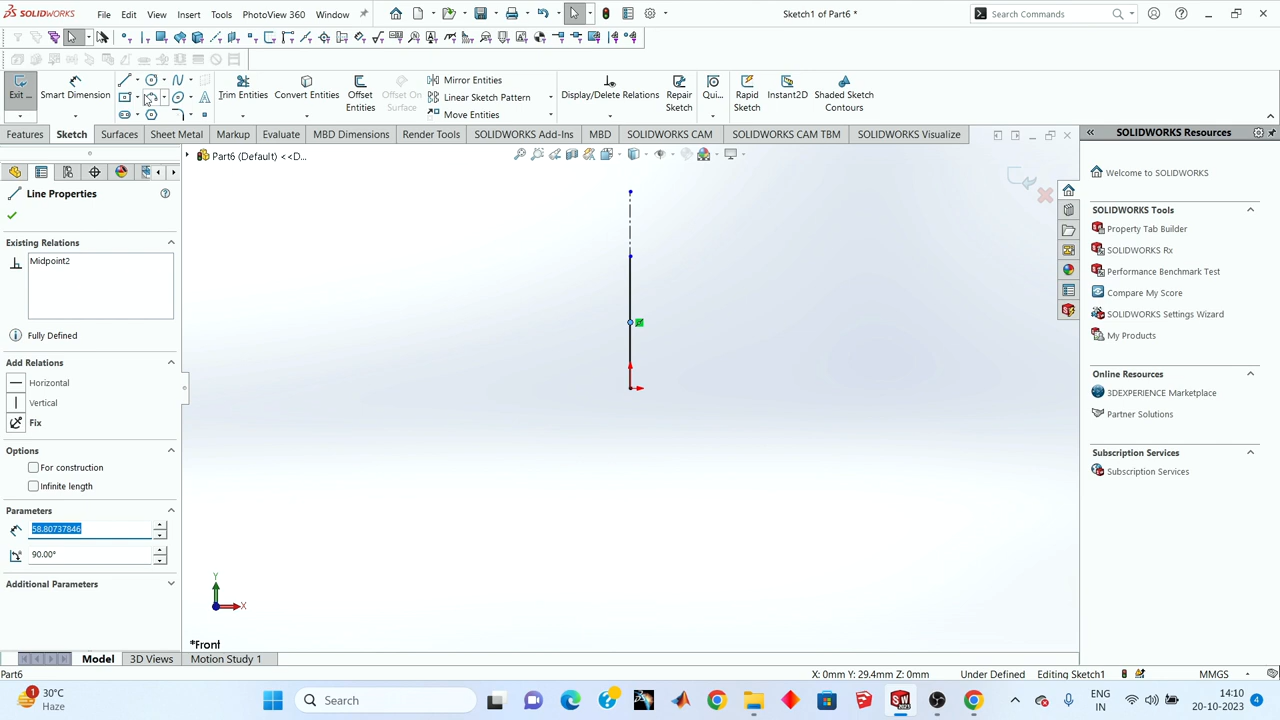 SOLIDWORKS
File Edit View Insert Tools PhotoView 360 Window
Sketch1 of Part6 *
Search Commands
Exit ...
Smart Dimension
Trim Entities
Convert Entities
Offset Entities
Offset On Surface
Mirror Entities
Linear Sketch Pattern
Move Entities
Display/Delete Relations
Repair Sketch
Qui...
Rapid Sketch
Instant2D
Shaded Sketch Contours
Features Sketch Surfaces Sheet Metal Markup Evaluate MBD Dimensions Render Tools SOLIDWORKS Add-Ins MBD SOLIDWORKS CAM SOLIDWORKS CAM TBM SOLIDWORKS Visualize
SOLIDWORKS Resources
Part6 (Default) <<D...
Line Properties
Existing Relations
Midpoint2
Fully Defined
Add Relations
Horizontal
Vertical
Fix
Options
For construction
Infinite length
Parameters
58.80737846
90.00°
Additional Parameters
Y
X
*Front
Welcome to SOLIDWORKS
SOLIDWORKS Tools
Property Tab Builder
SOLIDWORKS Rx
Performance Benchmark Test
Compare My Score
SOLIDWORKS Settings Wizard
My Products
Online Resources
3DEXPERIENCE Marketplace
Partner Solutions
Subscription Services
Subscription Services
Model 3D Views Motion Study 1
Part6
X: 0mm Y: 29.4mm Z: 0mm
Under Defined
Editing Sketch1
MMGS
1
30°C
Haze
Search
ENG
IN
14:10
20-10-2023
4